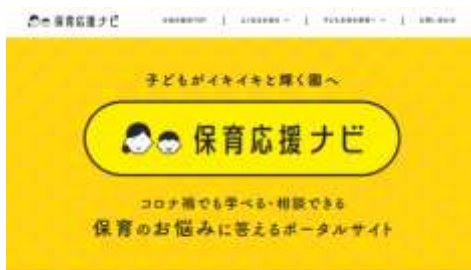 保育応援ナビ
子どもがイキイキと輝く園へ
保育応援ナビ
コロナ禍でも学べる・相談できる
保育のお悩みに答えるポータルサイト